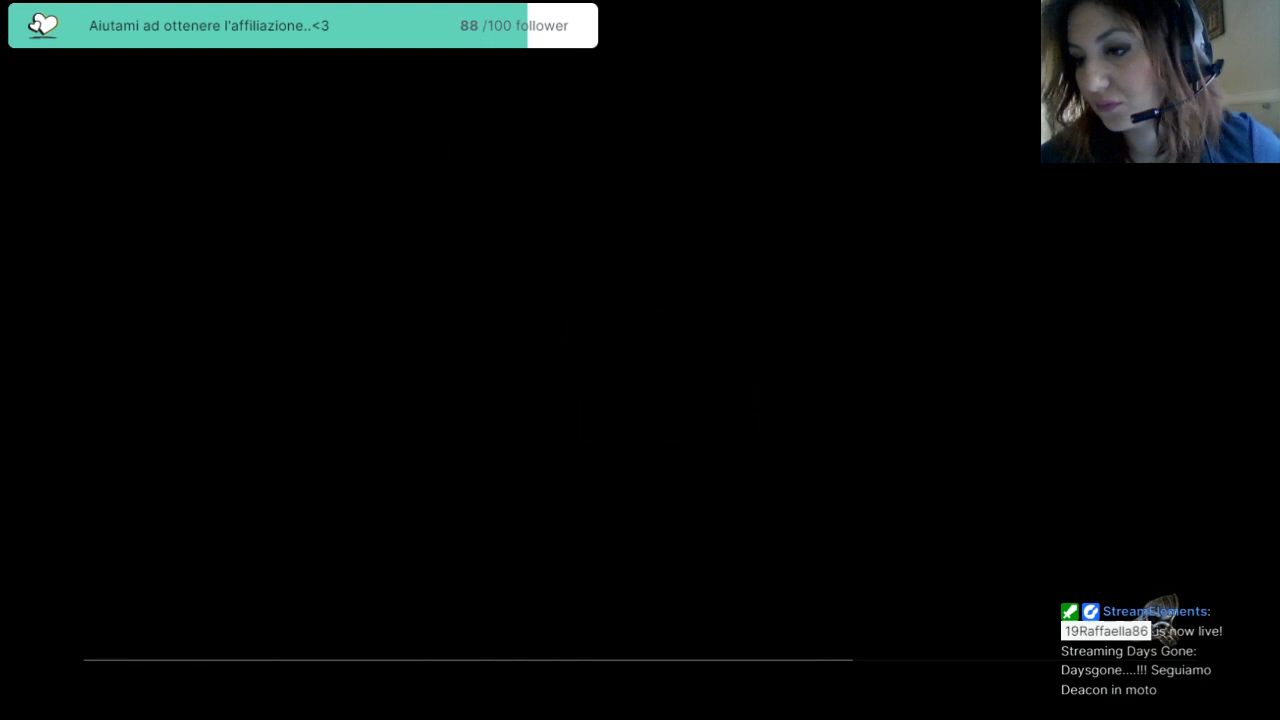 Aiutami ad ottenere l'affiliazione..<3 88 /100 follower
StreamElements:
19Raffaella86 is now live!
Streaming Days Gone:
Daysgone....!!! Seguiamo
Deacon in moto